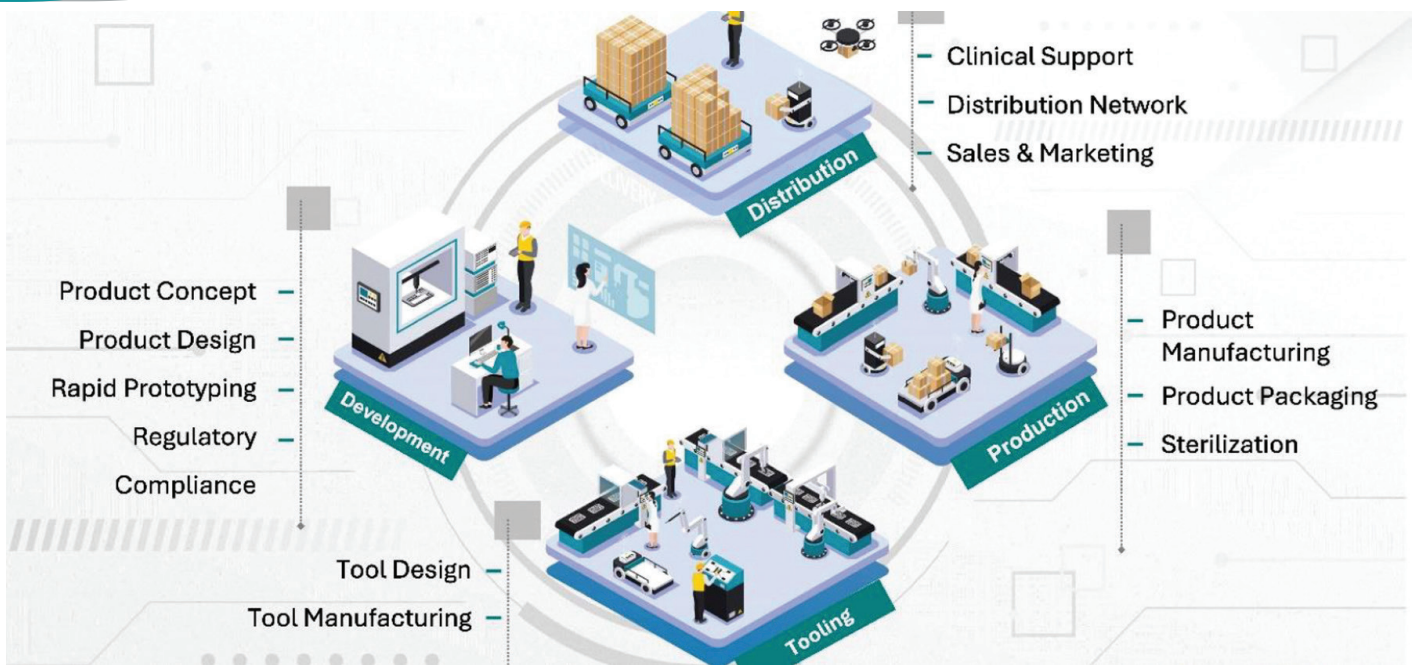 Clinical Support
Distribution Network
Sales & Marketing
Distribution
Product Concept
Product Design
Rapid Prototyping
Regulatory
Compliance
Development
Product
Manufacturing
Product Packaging
Sterilization
Production
Tool Design
Tool Manufacturing
Tooling